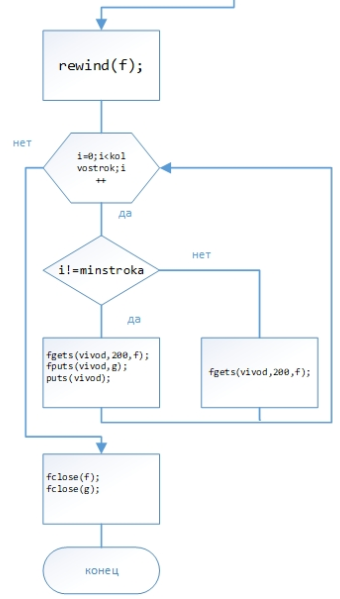 rewind(f);
нет
i=0;i<kol
vostrok;i
++
да
нет
i!=minstroka
да
fgets(vivod,200,f);
fputs(vivod,g);
puts(vivod);
fgets(vivod,200,f);
fclose(f);
fclose(g);
конец